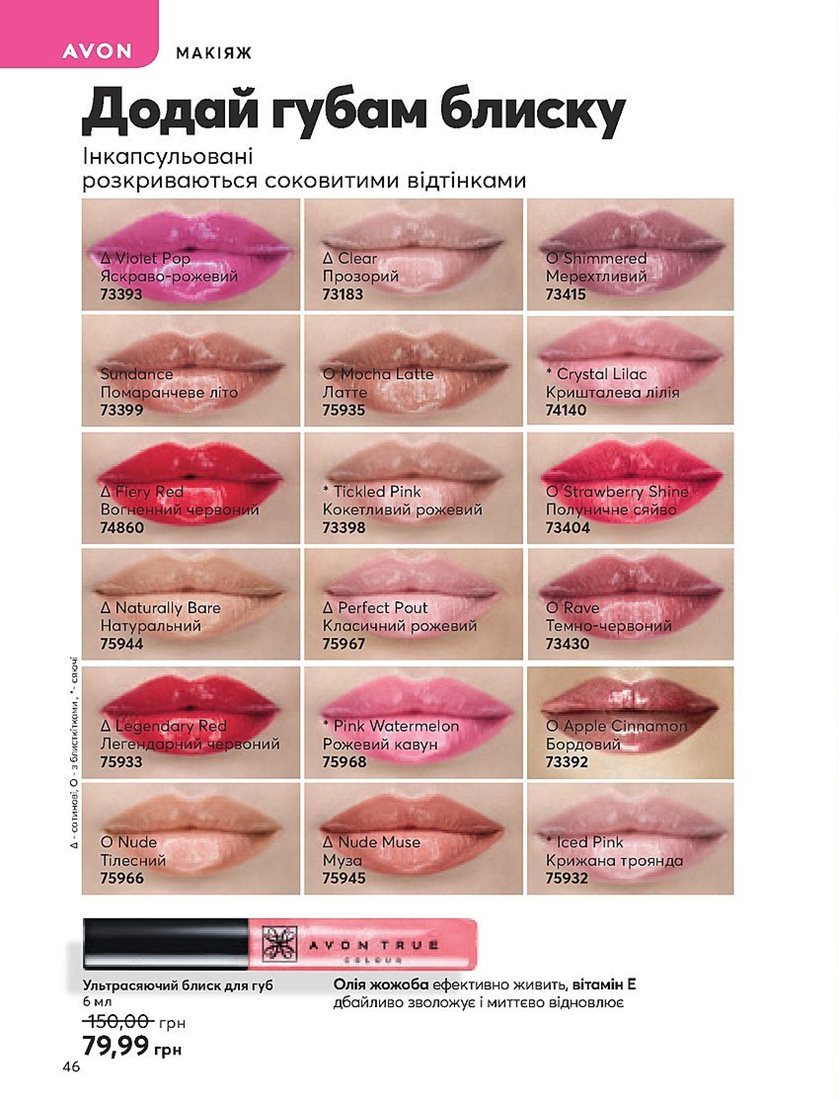 AVON
МАКІЯЖ
Додай губам блиску
Інкапсульовані
розкриваються соковитими відтінками
Δ Violet Pop
Яскраво-рожевий
73393
Δ Clear
Прозорий
73183
O Shimmered
Мерехтливий
73415
Sundance
Помаранчеве літо
73399
O Mocha Latte
Латте
75935
* Crystal Lilac
Кришталева лілія
74140
Δ Fiery Red
Вогненний червоний
74860
* Tickled Pink
Кокетливий рожевий
73398
O Strawberry Shine
Полуничне сяйво
73404
Δ Naturally Bare
Натуральний
75944
Δ Perfect Pout
Класичний рожевий
75967
O Rave
Темно-червоний
73430
Δ Legendary Red
Легендарний червоний
75933
* Pink Watermelon
Рожевий кавун
75968
O Apple Cinnamon
Бордовий
73392
O Nude
Тілесний
75966
Δ Nude Muse
Муза
75945
* Iced Pink
Крижана троянда
75932
Δ - сотинові, O - з блисткітками, *- сяючі
AVON TRUE
COLOUR
Ультрасяючий блиск для губ
6 мл
150,00 грн
79,99 грн
Олія жожоба ефективно живить, вітамін Е
дбайливо зволожує і миттєво відновлює
46